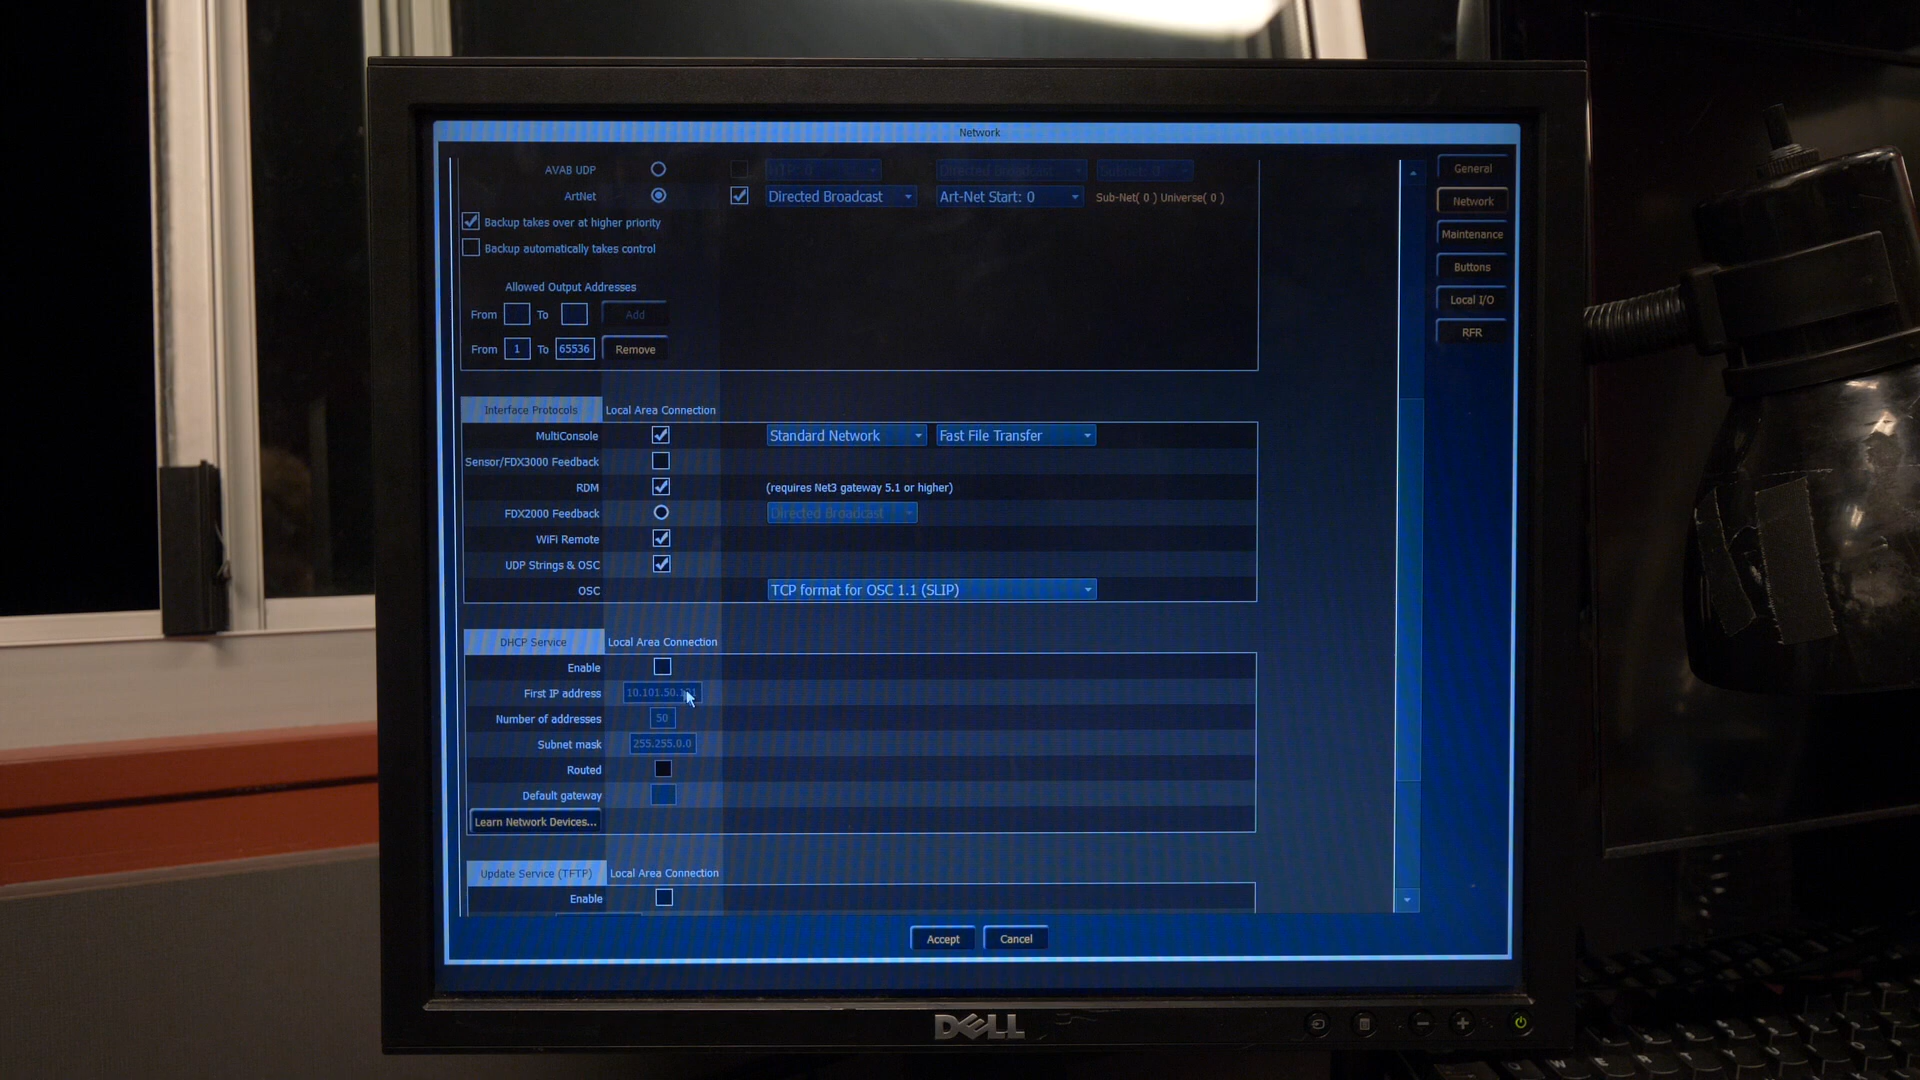 Network
AVAB UDP
ArtNet Directed Broadcast Art-Net Start: 0 Sub-Net( 0 ) Universe( 0 )
Backup takes over at higher priority
Backup automatically takes control
Allowed Output Addresses
From To Add
From 1 To 65536 Remove
Interface Protocols Local Area Connection
MultiConsole Standard Network Fast File Transfer
Sensor/FDX3000 Feedback
RDM (requires Net3 gateway 5.1 or higher)
FDX2000 Feedback Directed Broadcast
WiFi Remote
UDP Strings & OSC
OSC TCP format for OSC 1.1 (SLIP)
DHCP Service Local Area Connection
Enable
First IP address
Number of addresses 50
Subnet mask 255.255.0.0
Routed
Default gateway
Learn Network Devices...
Update Service (TFTP) Local Area Connection
Enable
Accept Cancel
General
Network
Maintenance
Buttons
Local I/O
RFR
DELL